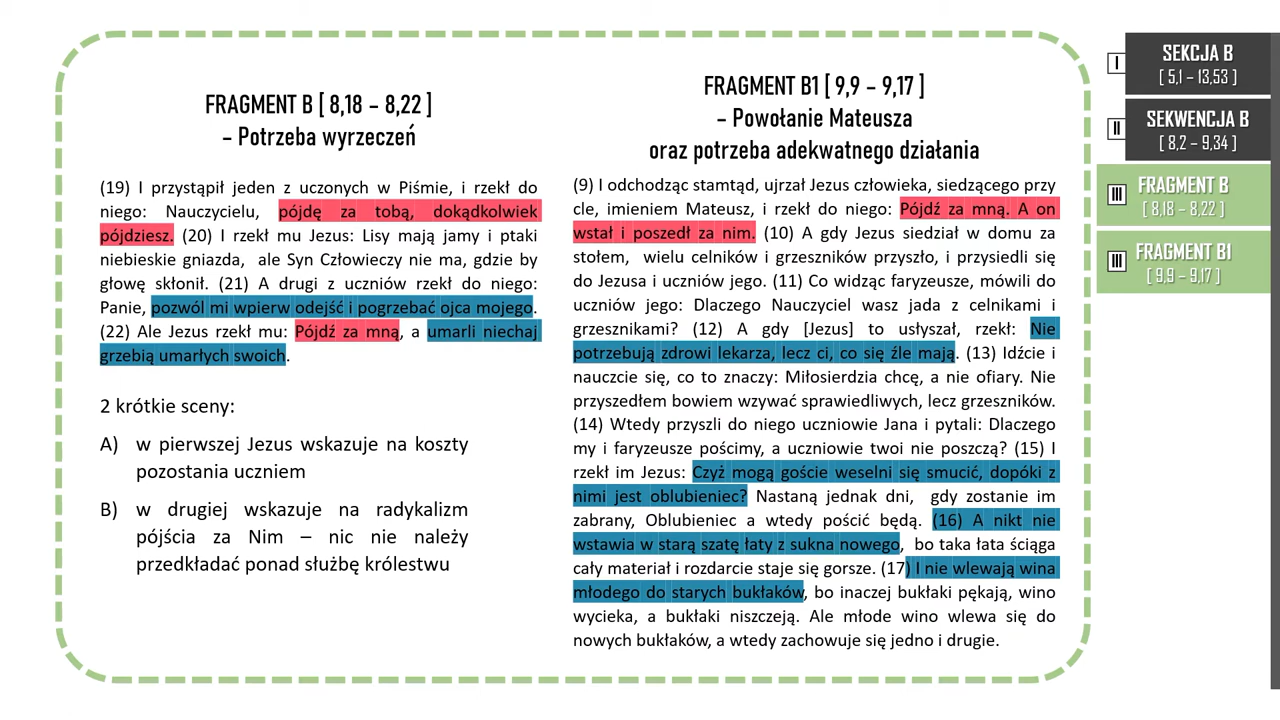 FRAGMENT B [ 8,18 – 8,22 ]
– Potrzeba wyrzeczeń
(19) I przystąpił jeden z uczonych w Piśmie, i rzekł do
niego: Nauczycielu, pójdę za tobą, dokądkolwiek
pójdziesz. (20) I rzekł mu Jezus: Lisy mają jamy i ptaki
niebieskie gniazda, ale Syn Człowieczy nie ma, gdzie by
głowę skłonił. (21) A drugi z uczniów rzekł do niego:
Panie, pozwól mi wpierw odejść i pogrzebać ojca mojego.
(22) Ale Jezus rzekł mu: Pójdź za mną, a umarli niechaj
grzebią umarłych swoich.
2 krótkie sceny:
A) w pierwszej Jezus wskazuje na koszty
pozostania uczniem
B) w drugiej wskazuje na radykalizm
pójścia za Nim – nic nie należy
przedkładać ponad służbę królestwu
FRAGMENT B1 [ 9,9 – 9,17 ]
– Powołanie Mateusza
oraz potrzeba adekwatnego działania
(9) I odchodząc stamtąd, ujrzał Jezus człowieka, siedzącego przy
cle, imieniem Mateusz, i rzekł do niego: Pójdź za mną. A on
wstał i poszedł za nim. (10) A gdy Jezus siedział w domu za
stołem, wielu celników i grzeszników przyszło, i przysiedli się
do Jezusa i uczniów jego. (11) Co widząc faryzeusze, mówili do
uczniów jego: Dlaczego Nauczyciel wasz jada z celnikami i
grzesznikami? (12) A gdy [Jezus] to usłyszał, rzekł: Nie
potrzebują zdrowi lekarza, lecz ci, co się źle mają. (13) Idźcie i
nauczcie się, co to znaczy: Miłosierdzia chcę, a nie ofiary. Nie
przyszedłem bowiem wzywać sprawiedliwych, lecz grzeszników.
(14) Wtedy przyszli do niego uczniowie Jana i pytali: Dlaczego
my i faryzeusze pościmy, a uczniowie twoi nie poszczą? (15) I
rzekł im Jezus: Czyż mogą goście weselni się smucić, dopóki z
nimi jest oblubieniec? Nastaną jednak dni, gdy zostanie im
zabrany, Oblubieniec a wtedy pościć będą. (16) A nikt nie
wstawia w starą szatę łaty z sukna nowego, bo taka łata ściąga
cały materiał i rozdarcie staje się gorsze. (17) I nie wlewają wina
młodego do starych bukłaków, bo inaczej bukłaki pękają, wino
wycieka, a bukłaki niszczeją. Ale młode wino wlewa się do
nowych bukłaków, a wtedy zachowuje się jedno i drugie.
I SEKCJA B
[ 5,1 – 13,53 ]
II SEKWENCJA B
[ 8,2 – 9,34 ]
III FRAGMENT B
[ 8,18 – 8,22 ]
III FRAGMENT B1
[ 9,9 – 9,17 ]